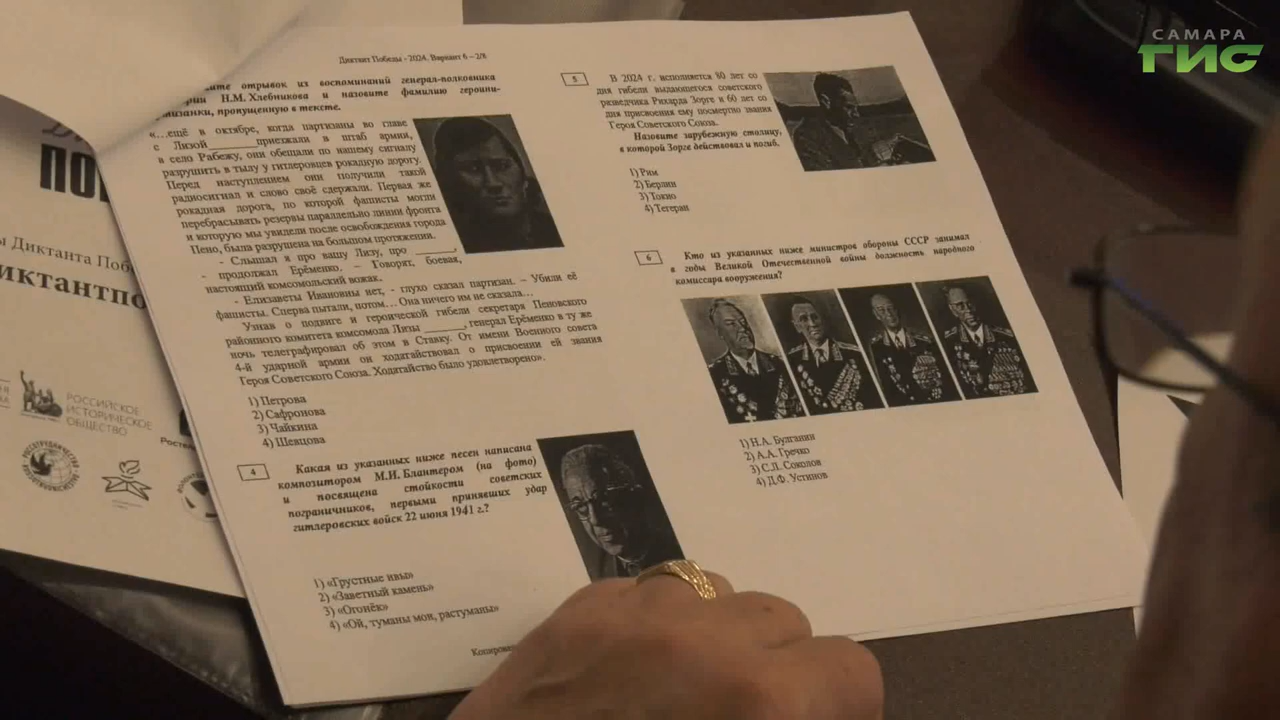 САМАРА
ГИС
Диктант Победы - 2024. Вариант 6 – 2/8
отрывок из воспоминаний генерал-полковника
Н.М. Хлебникова и назовите фамилию героини-
пропущенную в тексте.
«…ещё в октябре, когда партизаны во главе
с Лизой ______ приезжали в штаб армии,
в село Рабежу, они обещали по нашему сигналу
разрушить в тылу у гитлеровцев рокадную дорогу.
Перед наступлением они получили такой
радиосигнал и слово своё сдержали. Первая же
рокадная дорога, по которой фашисты могли
перебрасывать резервы параллельно линии фронта
и которую мы увидели после освобождения города
Пено, была разрушена на большом протяжении.
- Слышал я про вашу Лизу, про ______,
- продолжал Ерёменко. – Говорят, боевая,
настоящий комсомольский вожак.
- Елизаветы Ивановны нет, - глухо сказал партизан. – Убили её
фашисты. Сперва пытали, потом… Она ничего им не сказала…
Узнав о подвиге и героической гибели секретаря Пеновского
районного комитета комсомола Лизы ______, генерал Ерёменко в ту же
ночь телеграфировал об этом в Ставку. От имени Военного совета
4-й ударной армии он ходатайствовал о присвоении ей звания
Героя Советского Союза. Ходатайство было удовлетворено».
1) Петрова
2) Сафронова
3) Чайкина
4) Шевцова
4
Какая из указанных ниже песен написана
композитором М.И. Блантером (на фото)
и посвящена стойкости советских
пограничников, первыми принявших удар
гитлеровских войск 22 июня 1941 г.?
1) «Грустные ивы»
2) «Заветный камень»
3) «Огонёк»
4) «Ой, туманы мои, растуманы»
5
В 2024 г. исполняется 80 лет со
дня гибели выдающегося советского
разведчика Рихарда Зорге и 60 лет со
дня присвоения ему посмертно звания
Героя Советского Союза.
Назовите зарубежную столицу,
в которой Зорге действовал и погиб.
1) Рим
2) Берлин
3) Токио
4) Тегеран
6
Кто из указанных ниже министров обороны СССР занимал
в годы Великой Отечественной войны должность народного
комиссара вооружения?
1) Н.А. Булганин
2) А.А. Гречко
3) С.Л. Соколов
4) Д.Ф. Устинов
ы Диктанта Поб
иктантпо
РОССИЙСКОЕ
ИСТОРИЧЕСКОЕ
ОБЩЕСТВО